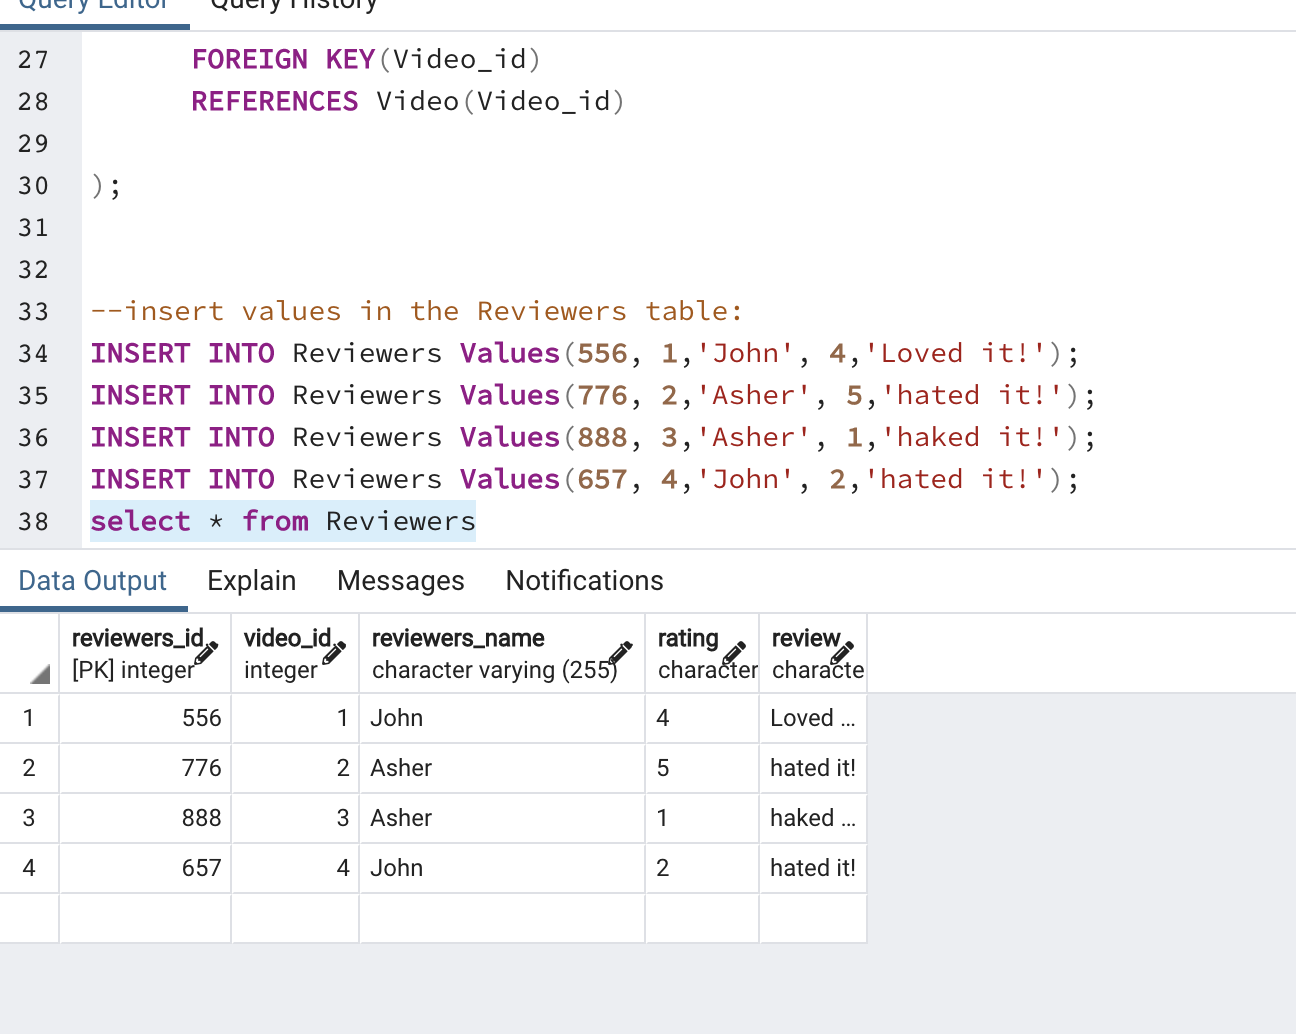 Query Editor Query History
27 FOREIGN KEY(Video_id)
28 REFERENCES Video(Video_id)
29
30 );
31
32
33 --insert values in the Reviewers table:
34 INSERT INTO Reviewers Values(556, 1,'John', 4,'Loved it!');
35 INSERT INTO Reviewers Values(776, 2,'Asher', 5,'hated it!');
36 INSERT INTO Reviewers Values(888, 3,'Asher', 1,'haked it!');
37 INSERT INTO Reviewers Values(657, 4,'John', 2,'hated it!');
38 select * from Reviewers
Data Output Explain Messages Notifications
reviewers_id video_id reviewers_name rating review
[PK] integer integer character varying (255) character characte
1 556 1 John 4 Loved ...
2 776 2 Asher 5 hated it!
3 888 3 Asher 1 haked ...
4 657 4 John 2 hated it!